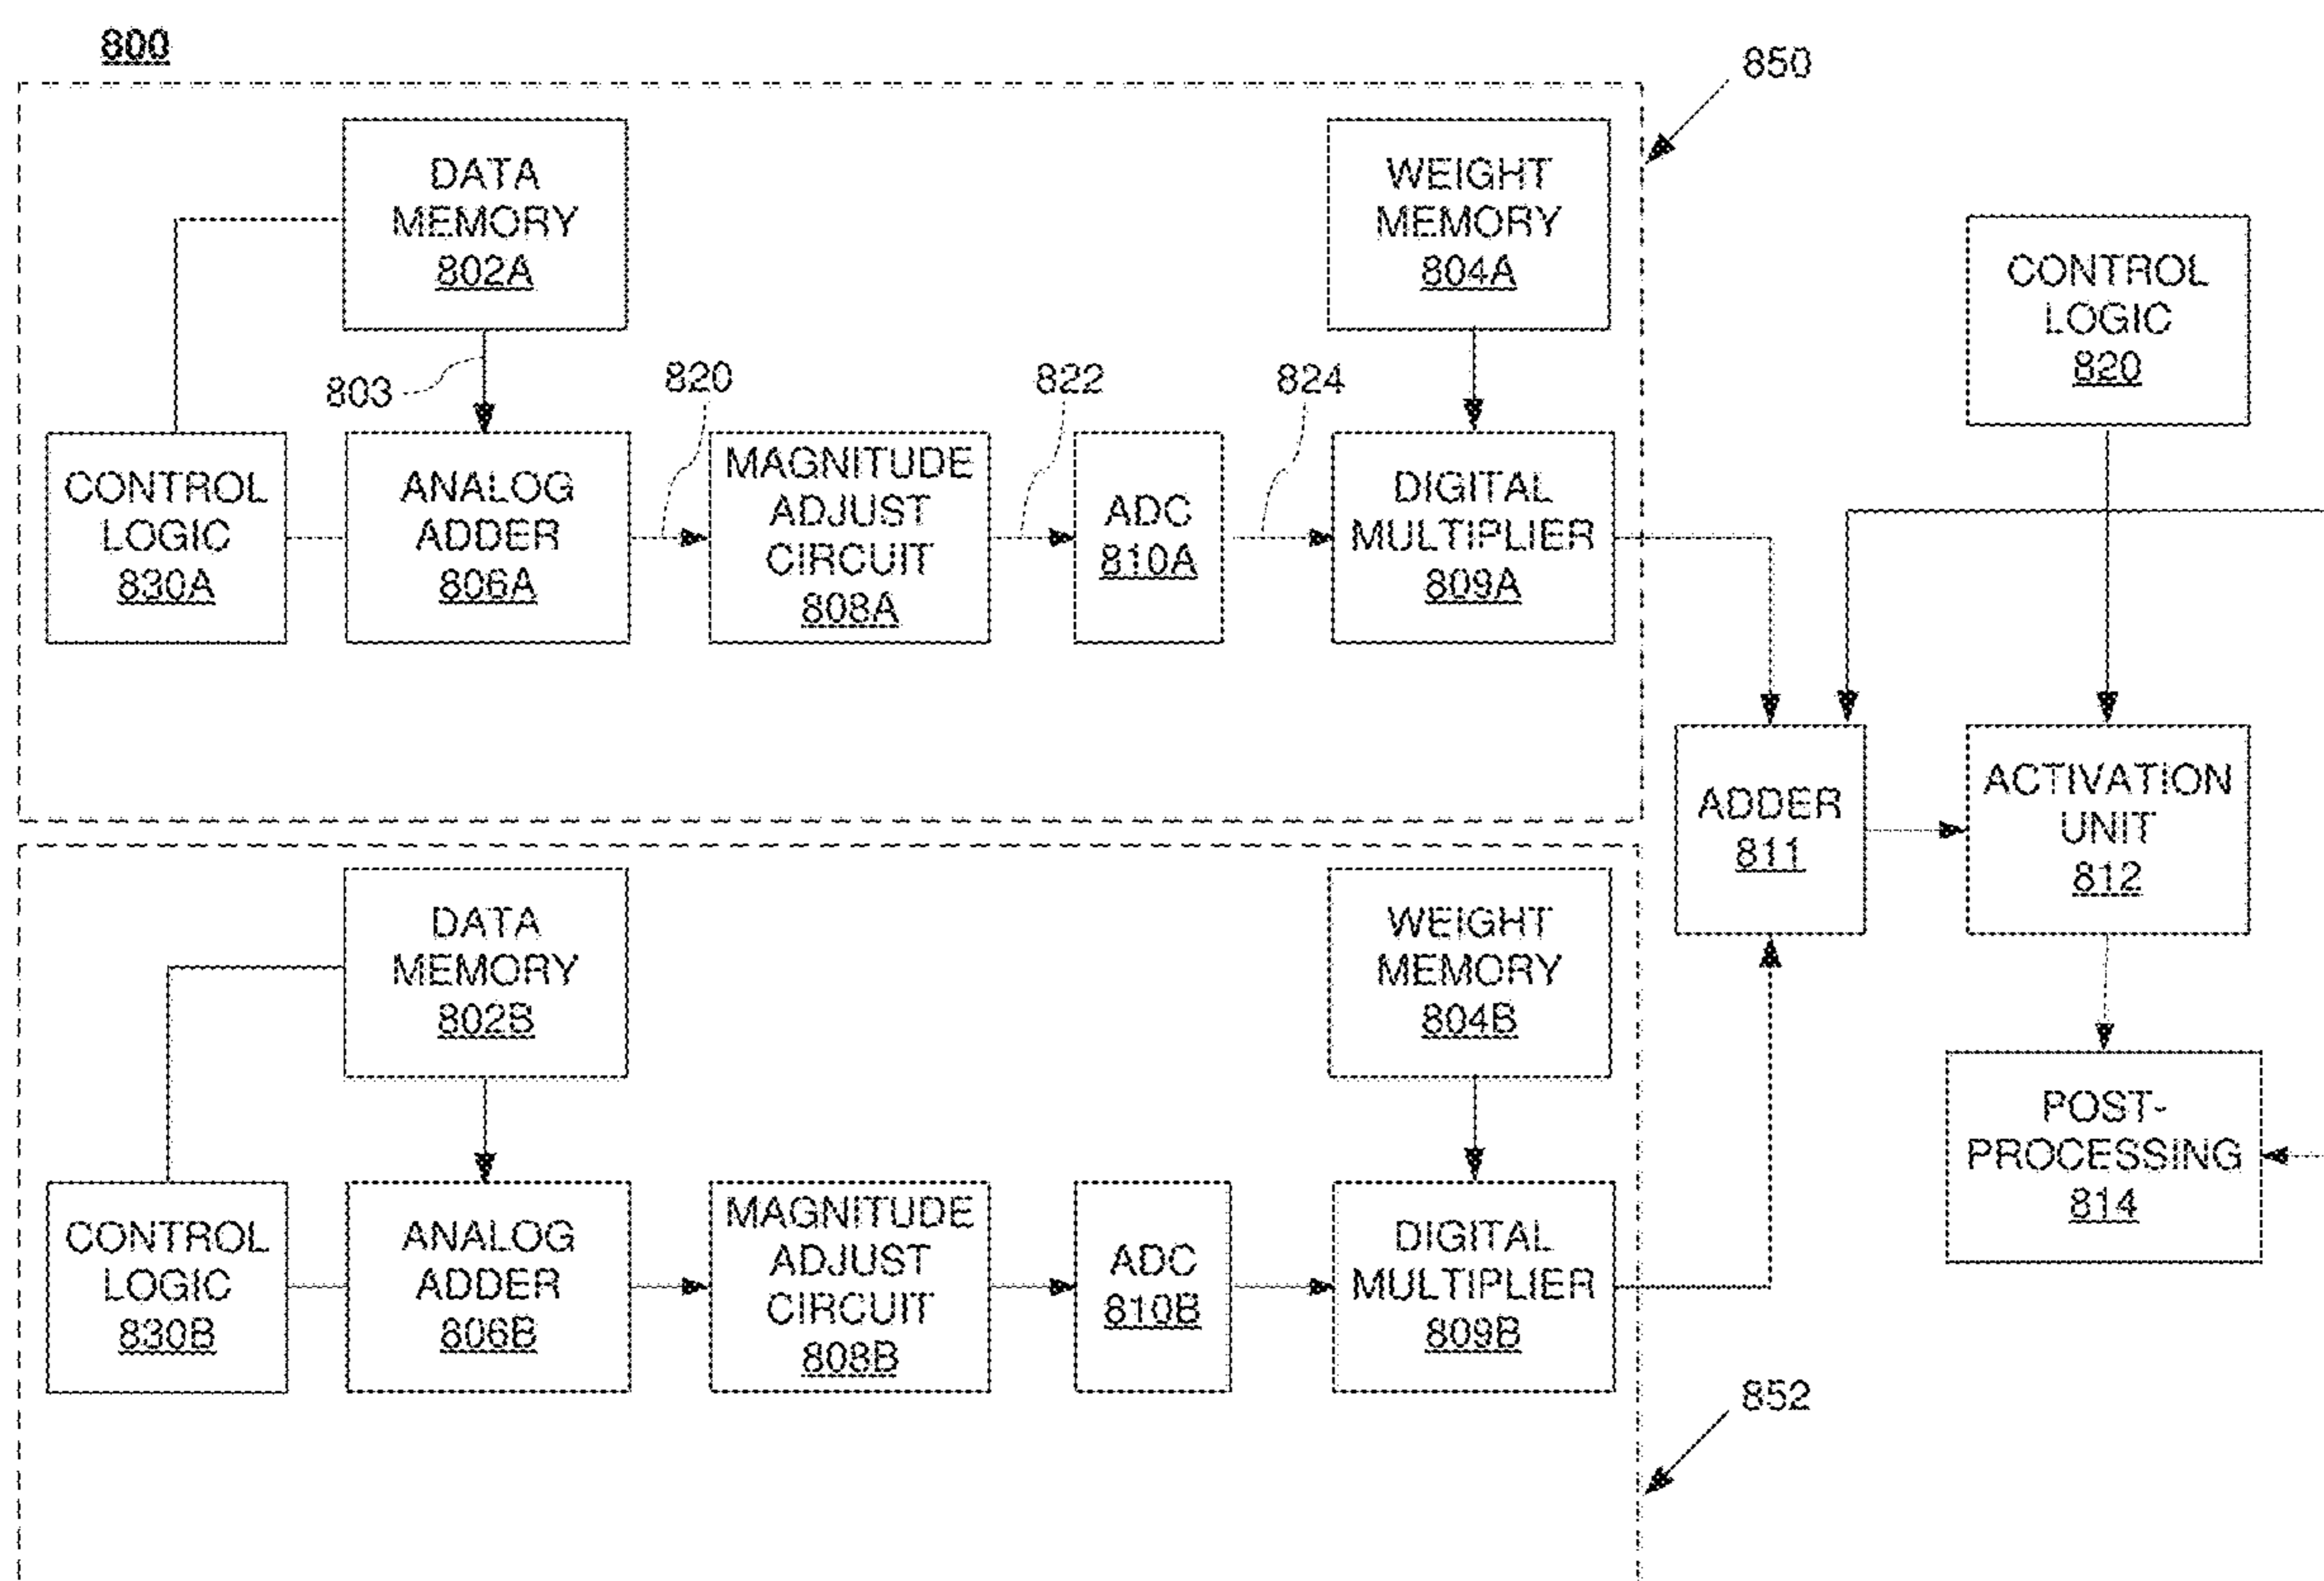 800
850
DATA
MEMORY
802A
WEIGHT
MEMORY
804A
CONTROL
LOGIC
820
803
820
822
824
CONTROL
LOGIC
830A
ANALOG
ADDER
806A
MAGNITUDE
ADJUST
CIRCUIT
808A
ADC
810A
DIGITAL
MULTIPLIER
809A
ADDER
811
ACTIVATION
UNIT
812
DATA
MEMORY
802B
WEIGHT
MEMORY
804B
POST-
PROCESSING
814
CONTROL
LOGIC
830B
ANALOG
ADDER
806B
MAGNITUDE
ADJUST
CIRCUIT
808B
ADC
810B
DIGITAL
MULTIPLIER
809B
852